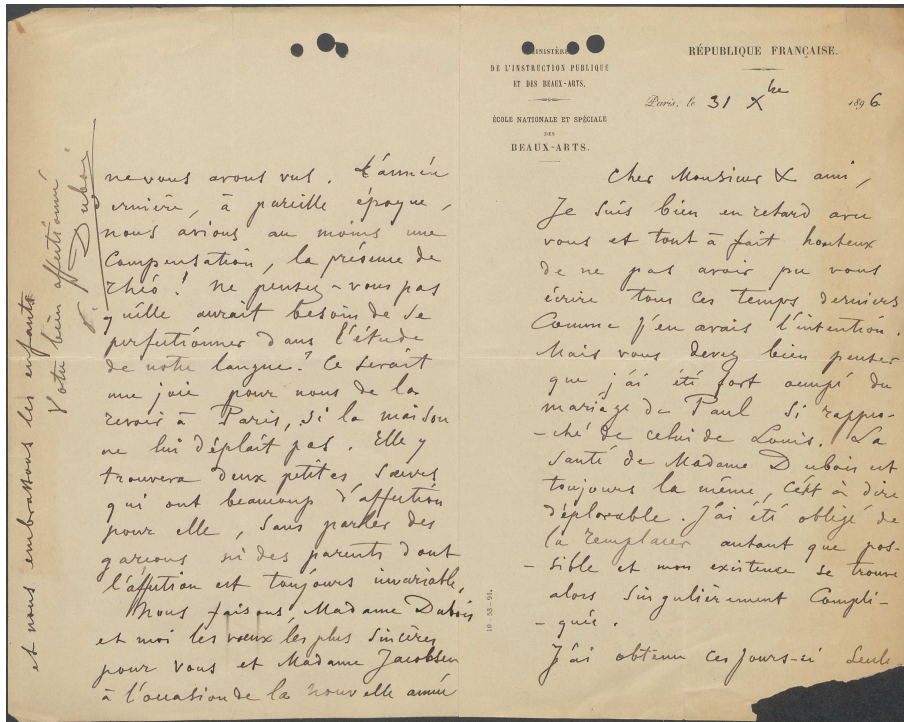 MINISTÈRE
DE L'INSTRUCTION PUBLIQUE
ET DES BEAUX-ARTS.
ÉCOLE NATIONALE ET SPÉCIALE
DES
BEAUX-ARTS.
RÉPUBLIQUE FRANÇAISE.
Paris, le 31 Xbre 1896
Cher Monsieur & ami,
Je suis bien en retard avec
vous et tout à fait honteux
de ne pas avoir pu vous
écrire tous ces temps derniers
comme j'en avais l'intention.
Mais vous devez bien penser
que j'ai été fort occupé du
mariage de Paul si rappro-
-ché de celui de Louis. La
santé de Madame Dubois est
toujours la même, c'est à dire
déplorable. J'ai été obligé de
la remplacer autant que pos-
-sible et mon existence se trouve
alors singulièrement compli-
-quée.
J'ai obtenu ces jours-ci seule
10-53-91.
ne vous avons vus. L'année
dernière, à pareille époque,
nous avions au moins une
compensation, la présence de
Théo! Ne pensez-vous pas
qu'elle aurait besoin de se
perfectionner dans l'étude
de notre langue? Ce serait
une joie pour nous de la
revoir à Paris, si la maison
ne lui déplait pas. Elle y
trouvera deux petites sœurs
qui ont beaucoup d'affection
pour elle, sans parler des
garçons ni des parents dont
l'affection est toujours invariable,
Nous faisons, Madame Dubois
et moi les vœux les plus sincères
pour vous et Madame Jacobsen
à l'occasion de la nouvelle année
et nous embrassons les enfants
Votre bien affectionné
P. Dubois